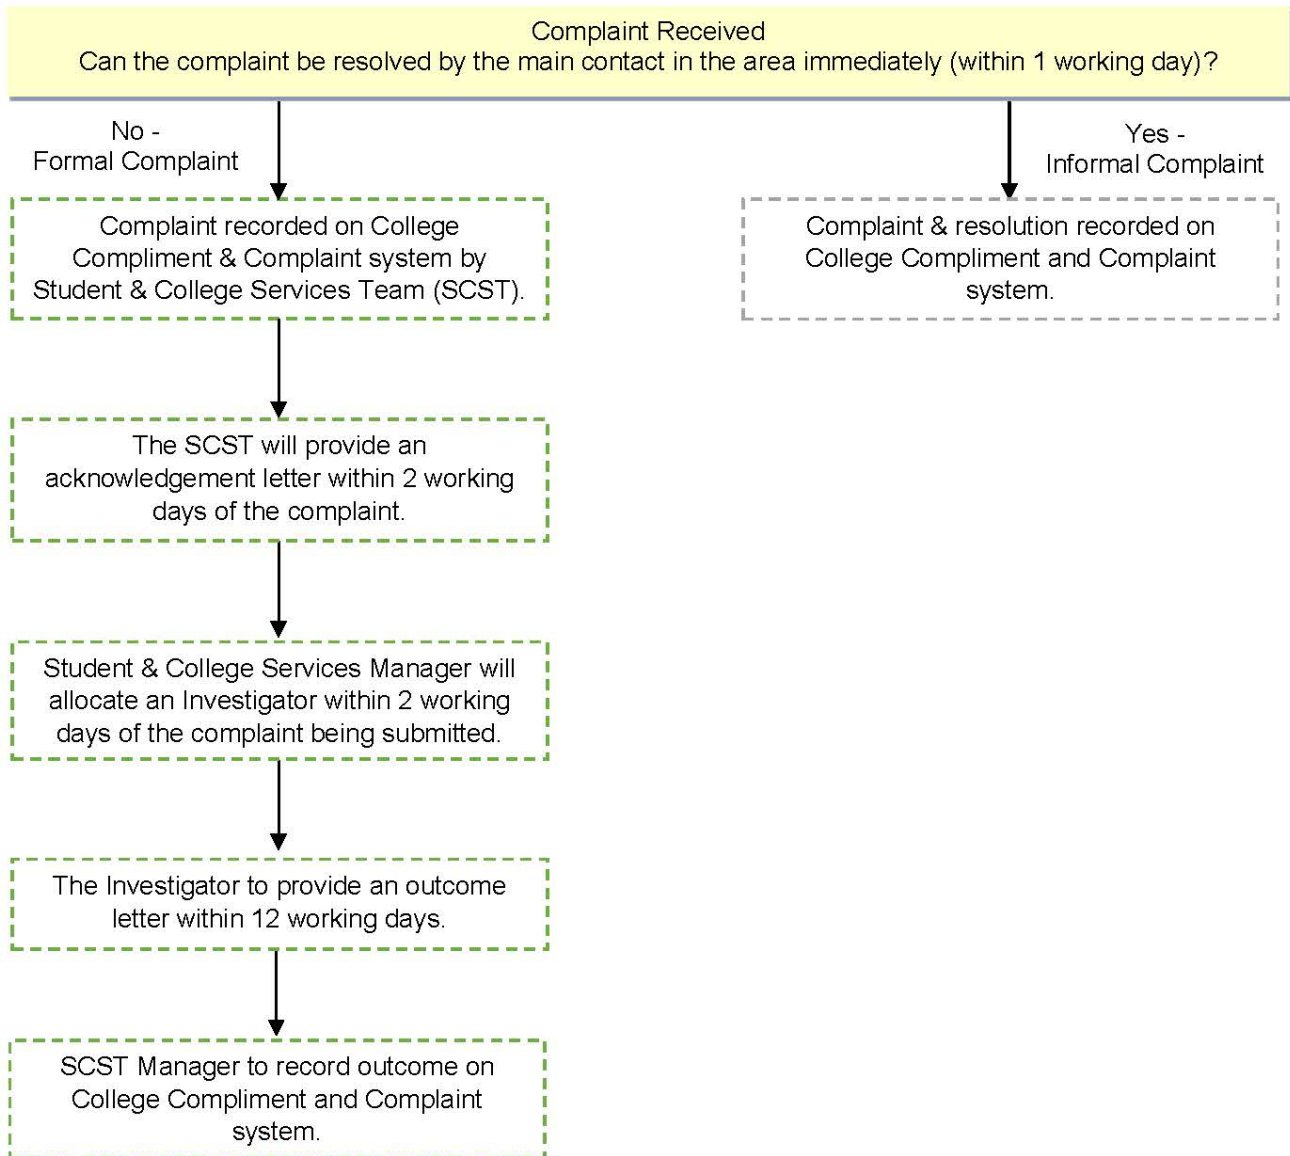 Complaint Received
Can the complaint be resolved by the main contact in the area immediately (within 1 working day)?
No -
Formal Complaint
Yes -
Informal Complaint
Complaint recorded on College
Compliment & Complaint system by
Student & College Services Team (SCST).
Complaint & resolution recorded on
College Compliment and Complaint
system.
The SCST will provide an
acknowledgement letter within 2 working
days of the complaint.
Student & College Services Manager will
allocate an Investigator within 2 working
days of the complaint being submitted.
The Investigator to provide an outcome
letter within 12 working days.
SCST Manager to record outcome on
College Compliment and Complaint
system.